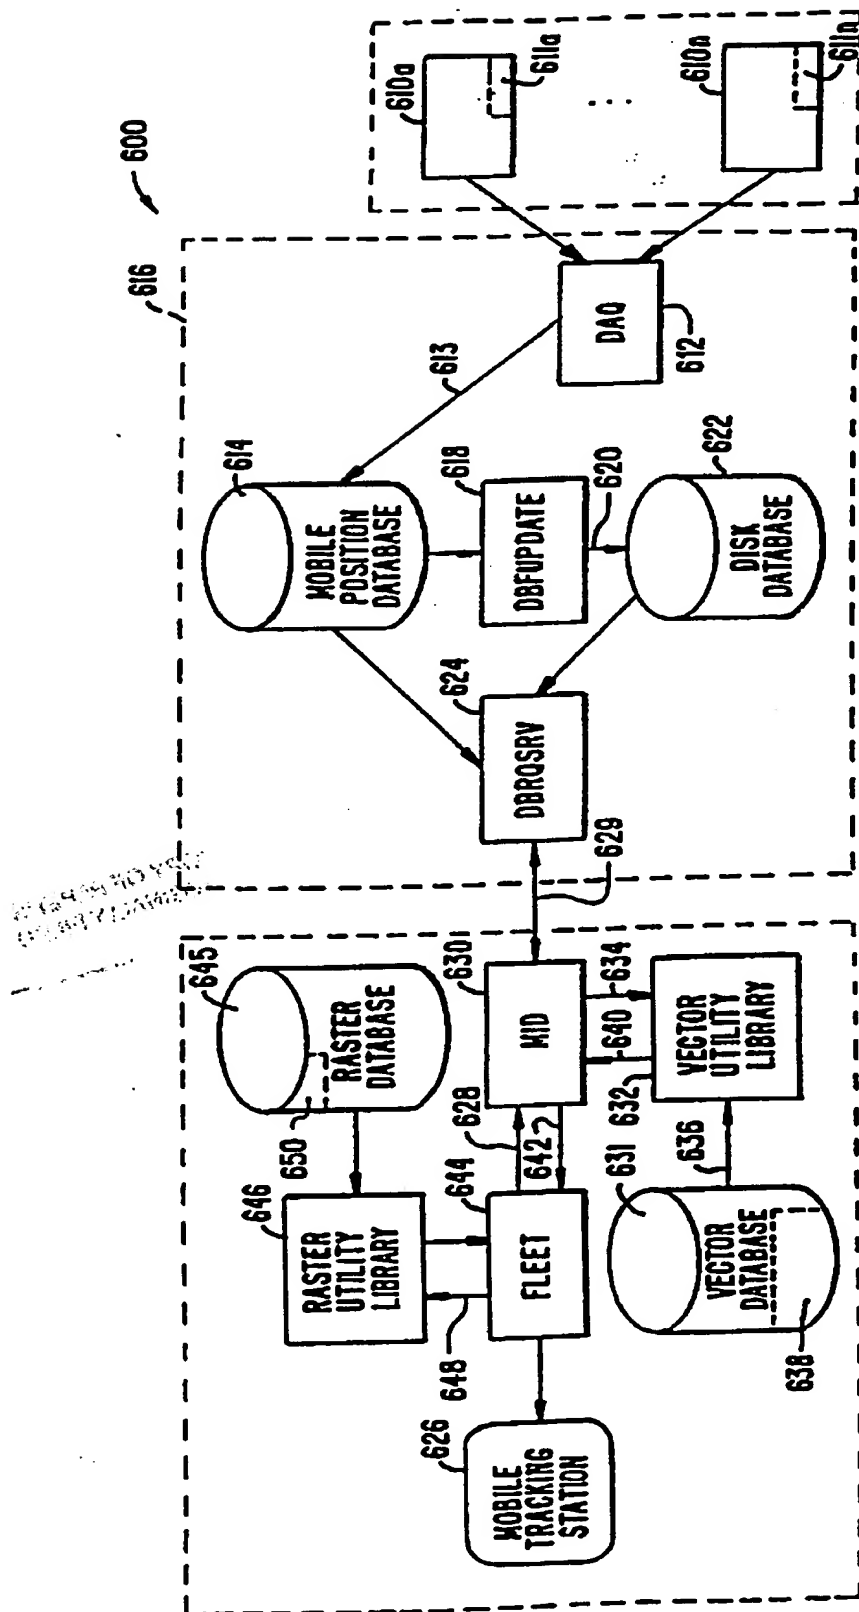 600
616
645
614
RASTER
DATABASE
650
MOBILE
POSITION
DATABASE
613
646
RASTER
UTILITY
LIBRARY
648
626
MOBILE
TRACKING
STATION
644
FLEET
628
642
630
MID
629
624
DBRQSRV
618
DBFUPDATE
620
DAQ
612
610a
611a
...
610n
611n
631
VECTOR
DATABASE
638
636
632
640
634
VECTOR
UTILITY
LIBRARY
622
DISK
DATABASE